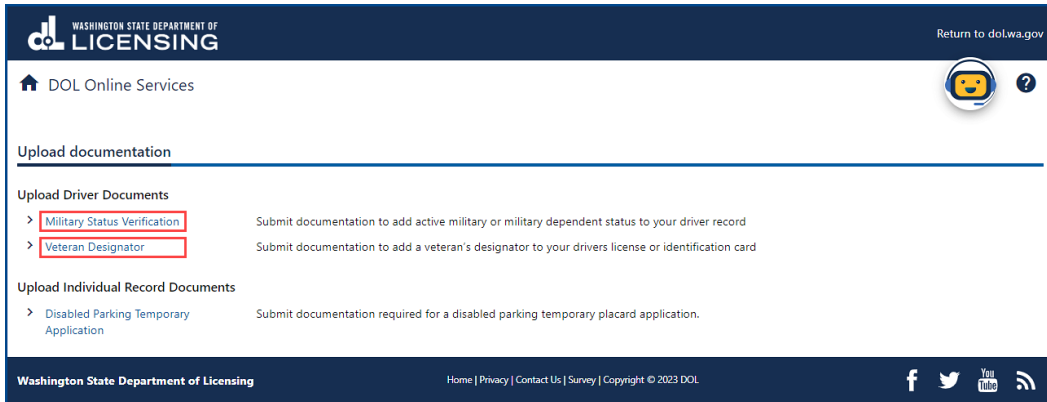 WASHINGTON STATE DEPARTMENT OF
LICENSING
Return to dol.wa.gov
DOL Online Services
Upload documentation
Upload Driver Documents
Military Status Verification Submit documentation to add active military or military dependent status to your driver record
Veteran Designator Submit documentation to add a veteran's designator to your drivers license or identification card
Upload Individual Record Documents
Disabled Parking Temporary Submit documentation required for a disabled parking temporary placard application.
Application
Washington State Department of Licensing Home | Privacy | Contact Us | Survey | Copyright © 2023 DOL You
Tube